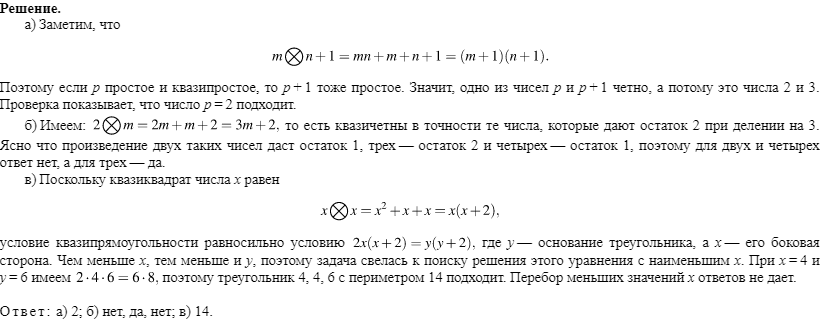 Решение.
а) Заметим, что
m⊗n+1 = mn+m+n+1 = (m+1)(n+1).
Поэтому если p простое и квазипростое, то p+1 тоже простое. Значит, одно из чисел p и p+1 четно, а потому это числа 2 и 3.
Проверка показывает, что число p=2 подходит.
б) Имеем: 2⊗m = 2m+m+2 = 3m+2, то есть квазичетны в точности те числа, которые дают остаток 2 при делении на 3.
Ясно что произведение двух таких чисел даст остаток 1, трех — остаток 2 и четырех — остаток 1, поэтому для двух и четырех
ответ нет, а для трех — да.
в) Поскольку квазиквадрат числа x равен
x⊗x = x²+x+x = x(x+2),
условие квазипрямоугольности равносильно условию 2x(x+2) = y(y+2), где y — основание треугольника, а x — его боковая
сторона. Чем меньше x, тем меньше и y, поэтому задача свелась к поиску решения этого уравнения с наименьшим x. При x=4 и
y=6 имеем 2·4·6 = 6·8, поэтому треугольник 4, 4, 6 с периметром 14 подходит. Перебор меньших значений x ответов не дает.
Ответ: а) 2; б) нет, да, нет; в) 14.